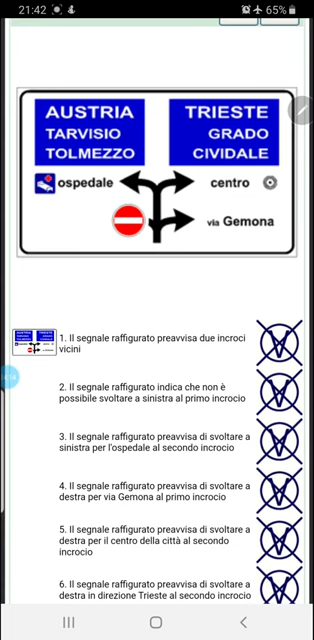 21:42
65%
AUSTRIA
TARVISIO
TOLMEZZO
TRIESTE
GRADO
CIVIDALE
ospedale
centro
via Gemona
1. Il segnale raffigurato preavvisa due incroci
vicini
V
2. Il segnale raffigurato indica che non è
possibile svoltare a sinistra al primo incrocio
V
3. Il segnale raffigurato preavvisa di svoltare a
sinistra per l'ospedale al secondo incrocio
V
4. Il segnale raffigurato preavvisa di svoltare a
destra per via Gemona al primo incrocio
V
5. Il segnale raffigurato preavvisa di svoltare a
destra per il centro della città al secondo
incrocio
V
6. Il segnale raffigurato preavvisa di svoltare a
destra in direzione Trieste al secondo incrocio
V